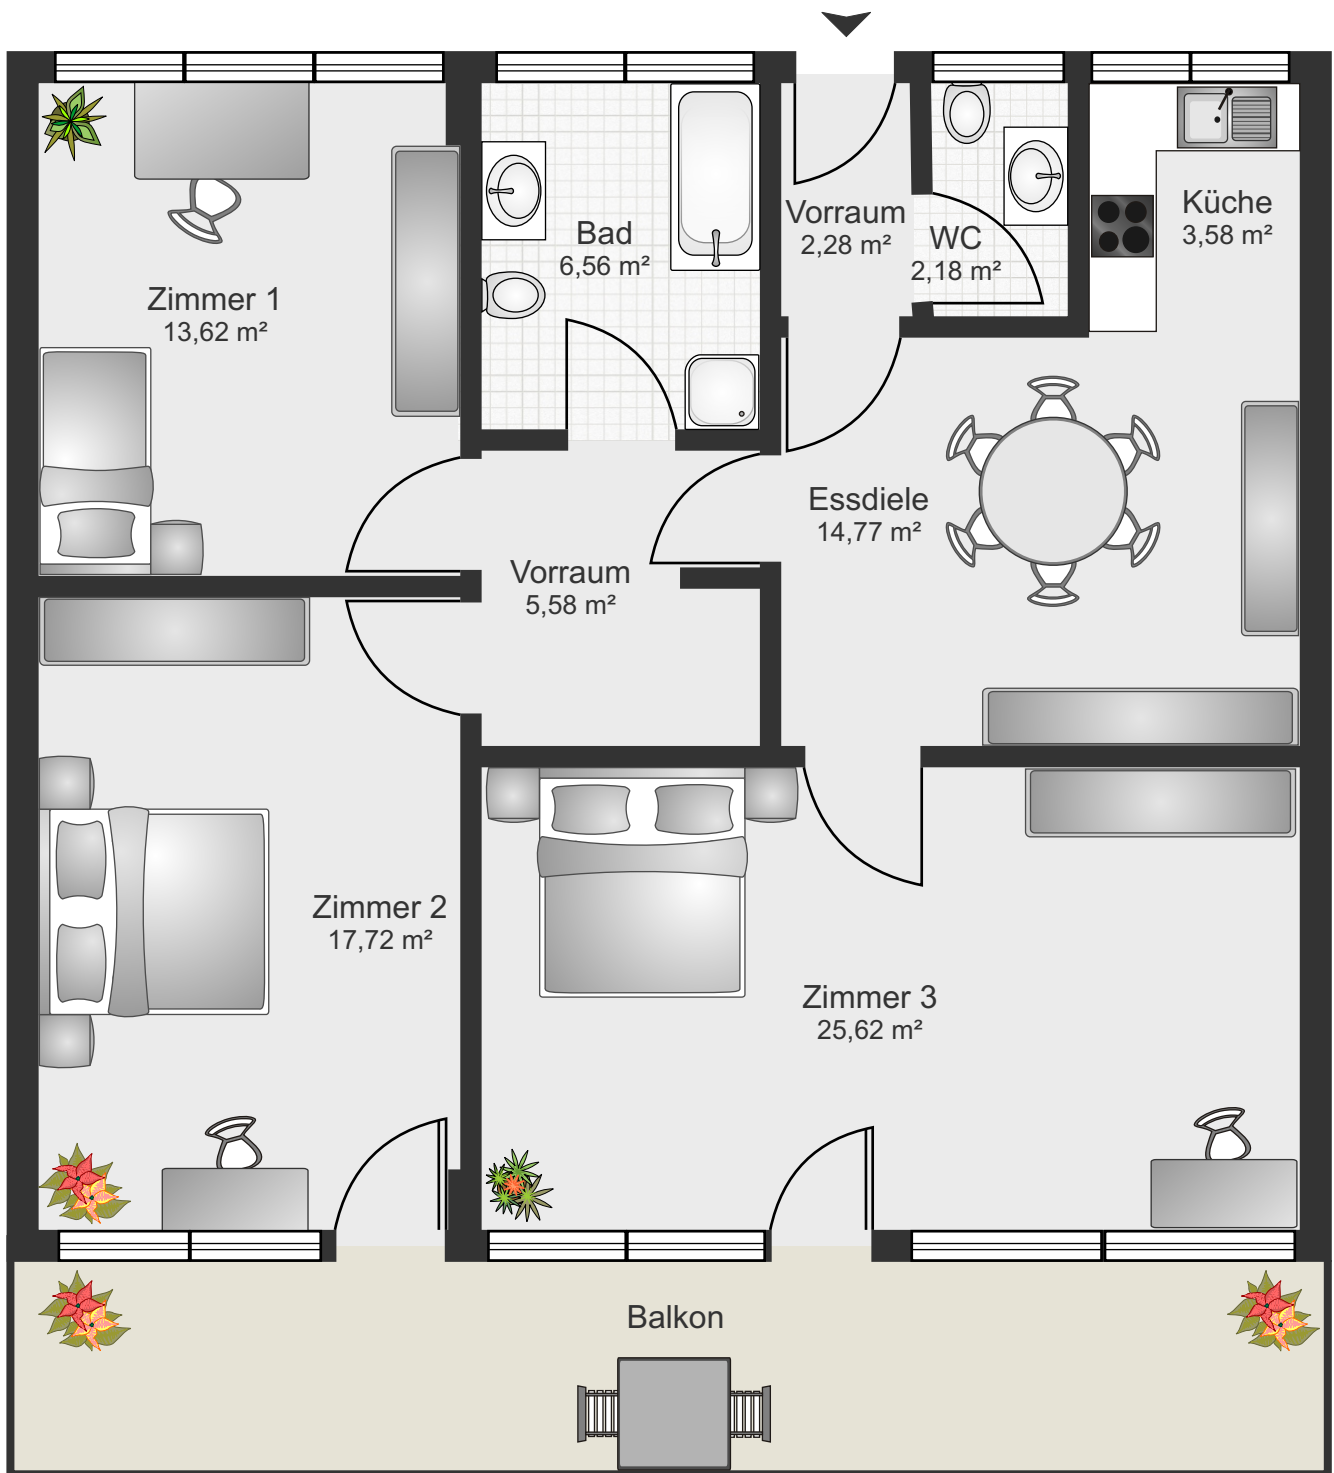 Vorraum
2,28 m²
Küche
3,58 m²
Bad
6,56 m²
WC
2,18 m²
Zimmer 1
13,62 m²
Essdiele
14,77 m²
Vorraum
5,58 m²
Zimmer 2
17,72 m²
Zimmer 3
25,62 m²
Balkon